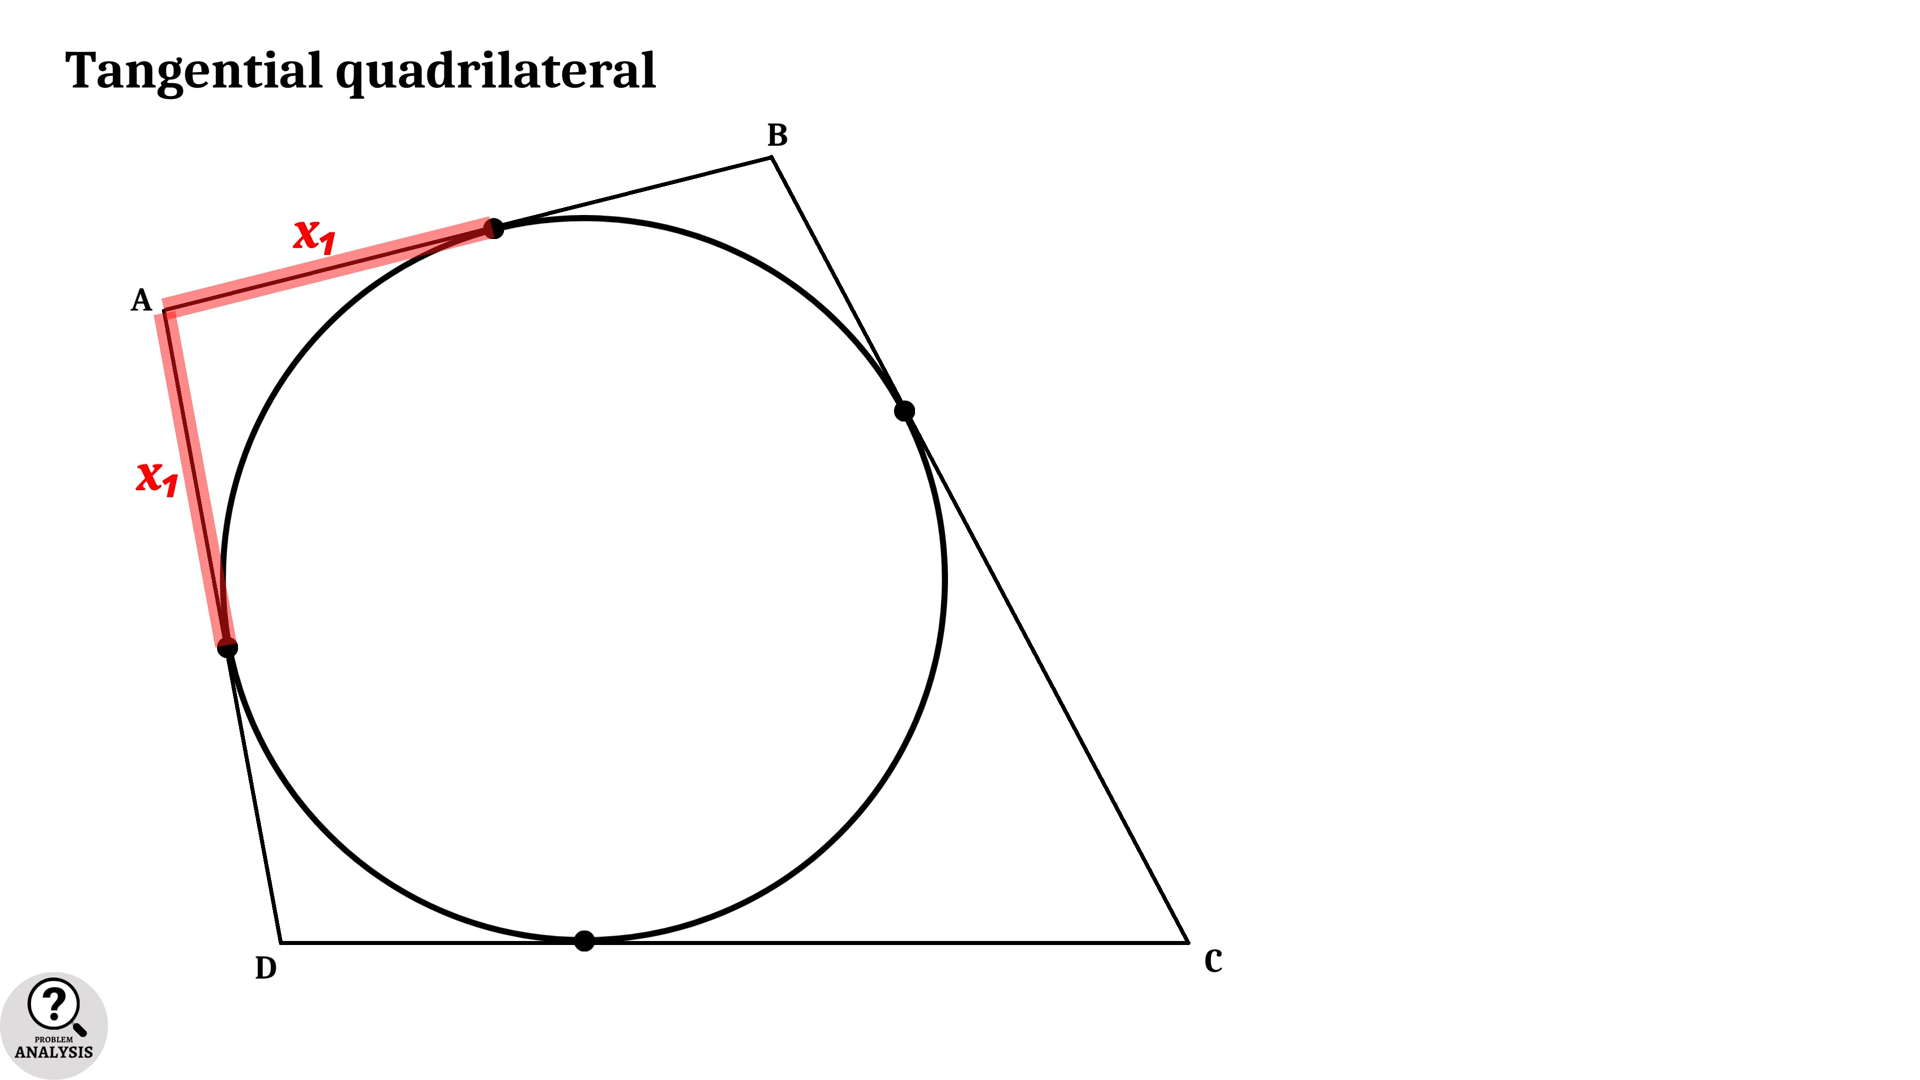 Tangential quadrilateral
B
x₁
A
x₁
D
C
?
PROBLEM
ANALYSIS